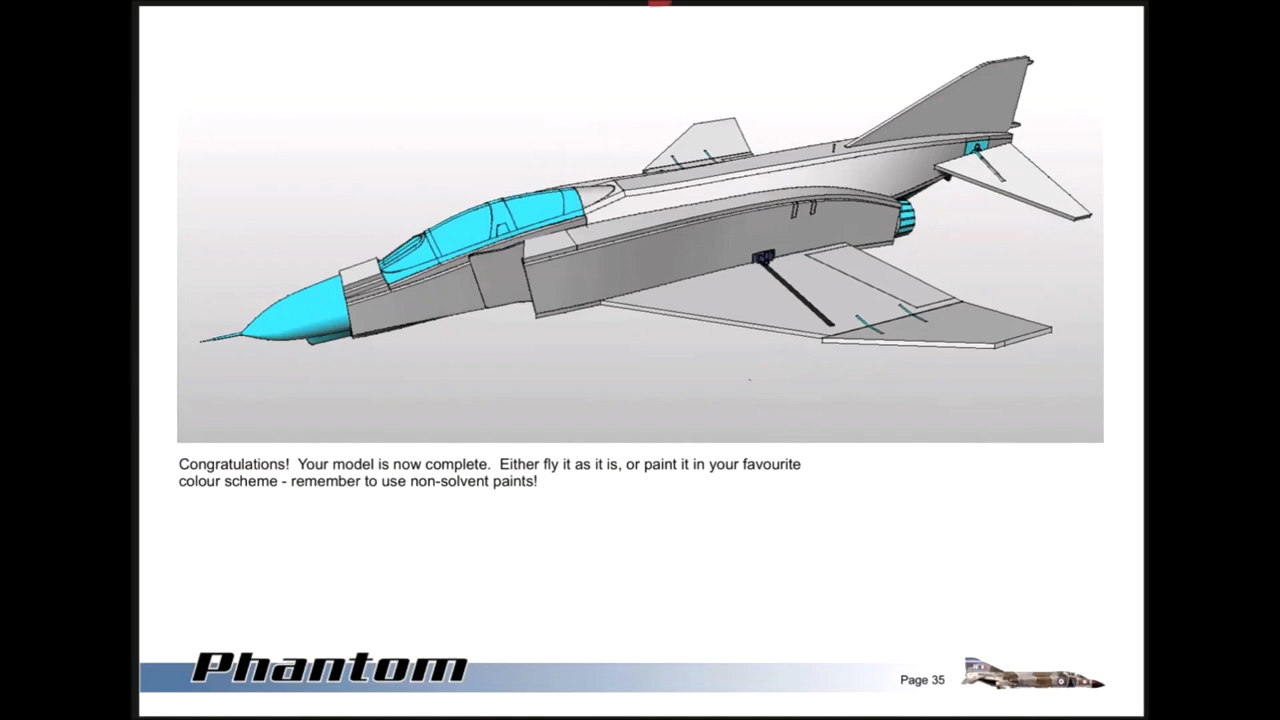 Congratulations!  Your model is now complete.  Either fly it as it is, or paint it in your favourite
colour scheme - remember to use non-solvent paints!
Phantom
Page 35